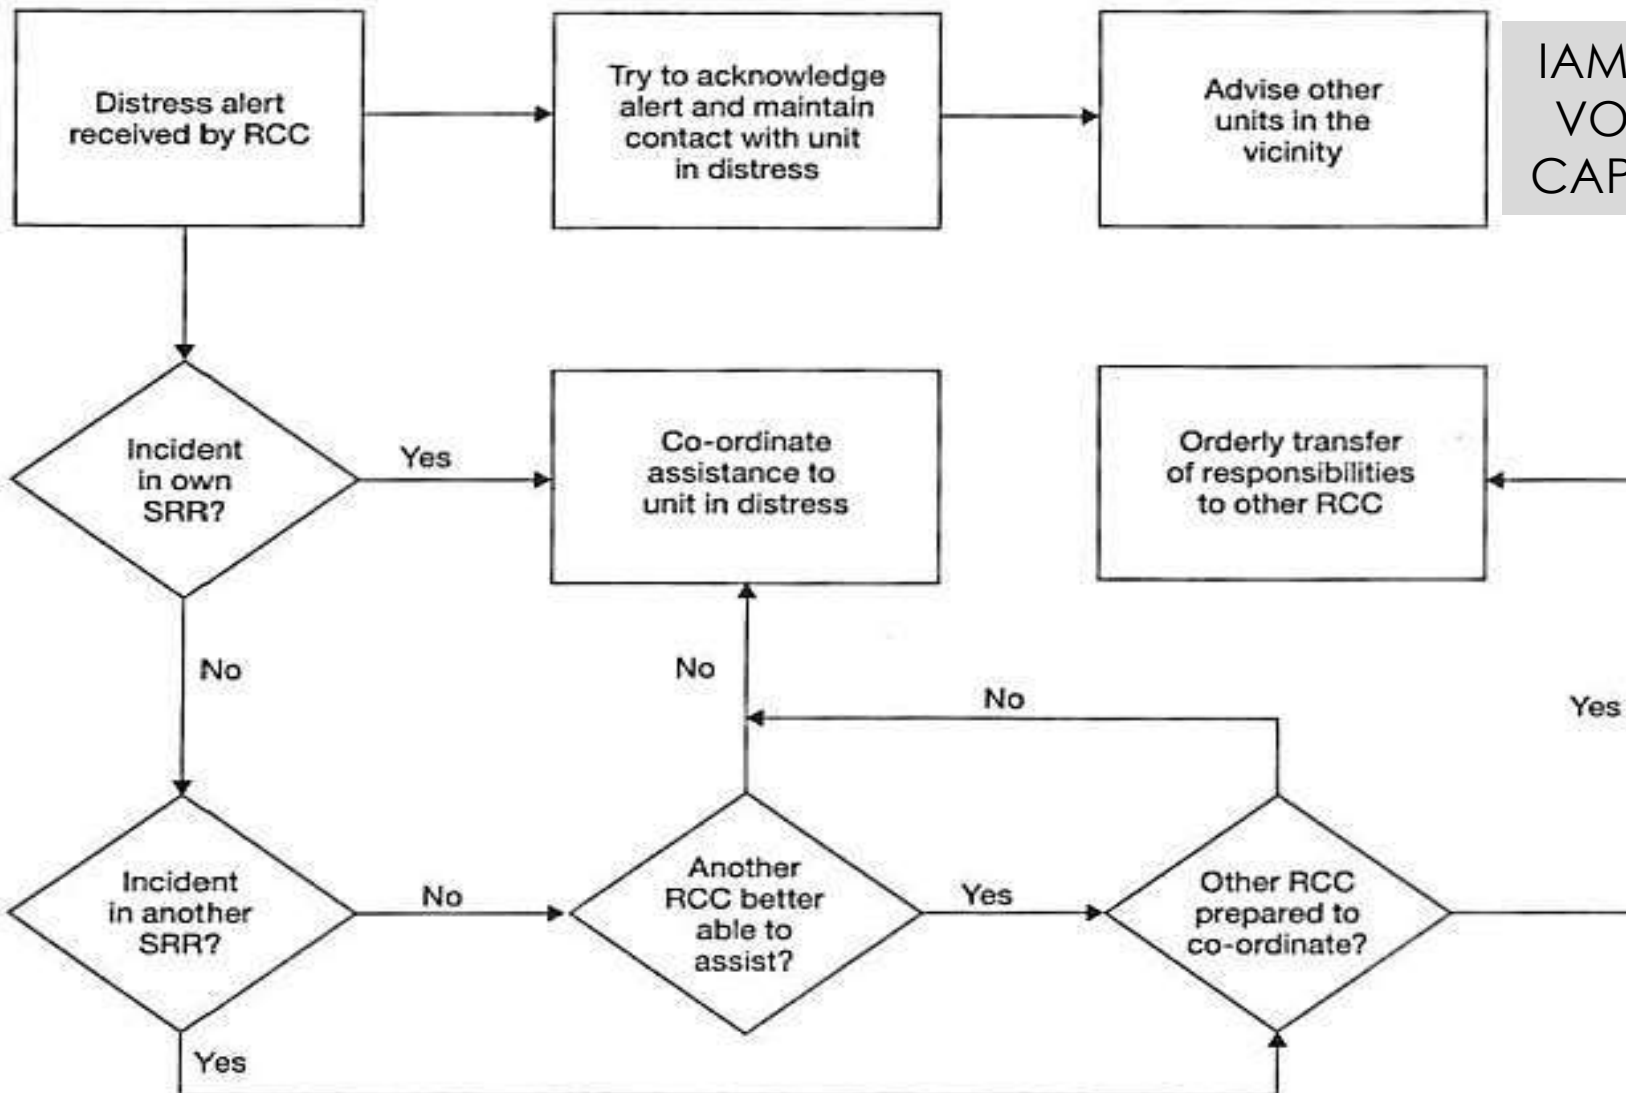 Distress alert
received by RCC
Try to acknowledge
alert and maintain
contact with unit
in distress
Advise other
units in the
vicinity
IAM
VO
CAP
Incident
in own
SRR?
Yes
Co-ordinate
assistance to
unit in distress
Orderly transfer
of responsibilities
to other RCC
No
No
No
Yes
Incident
in another
SRR?
No
Another
RCC better
able to
assist?
Yes
Other RCC
prepared to
co-ordinate?
Yes